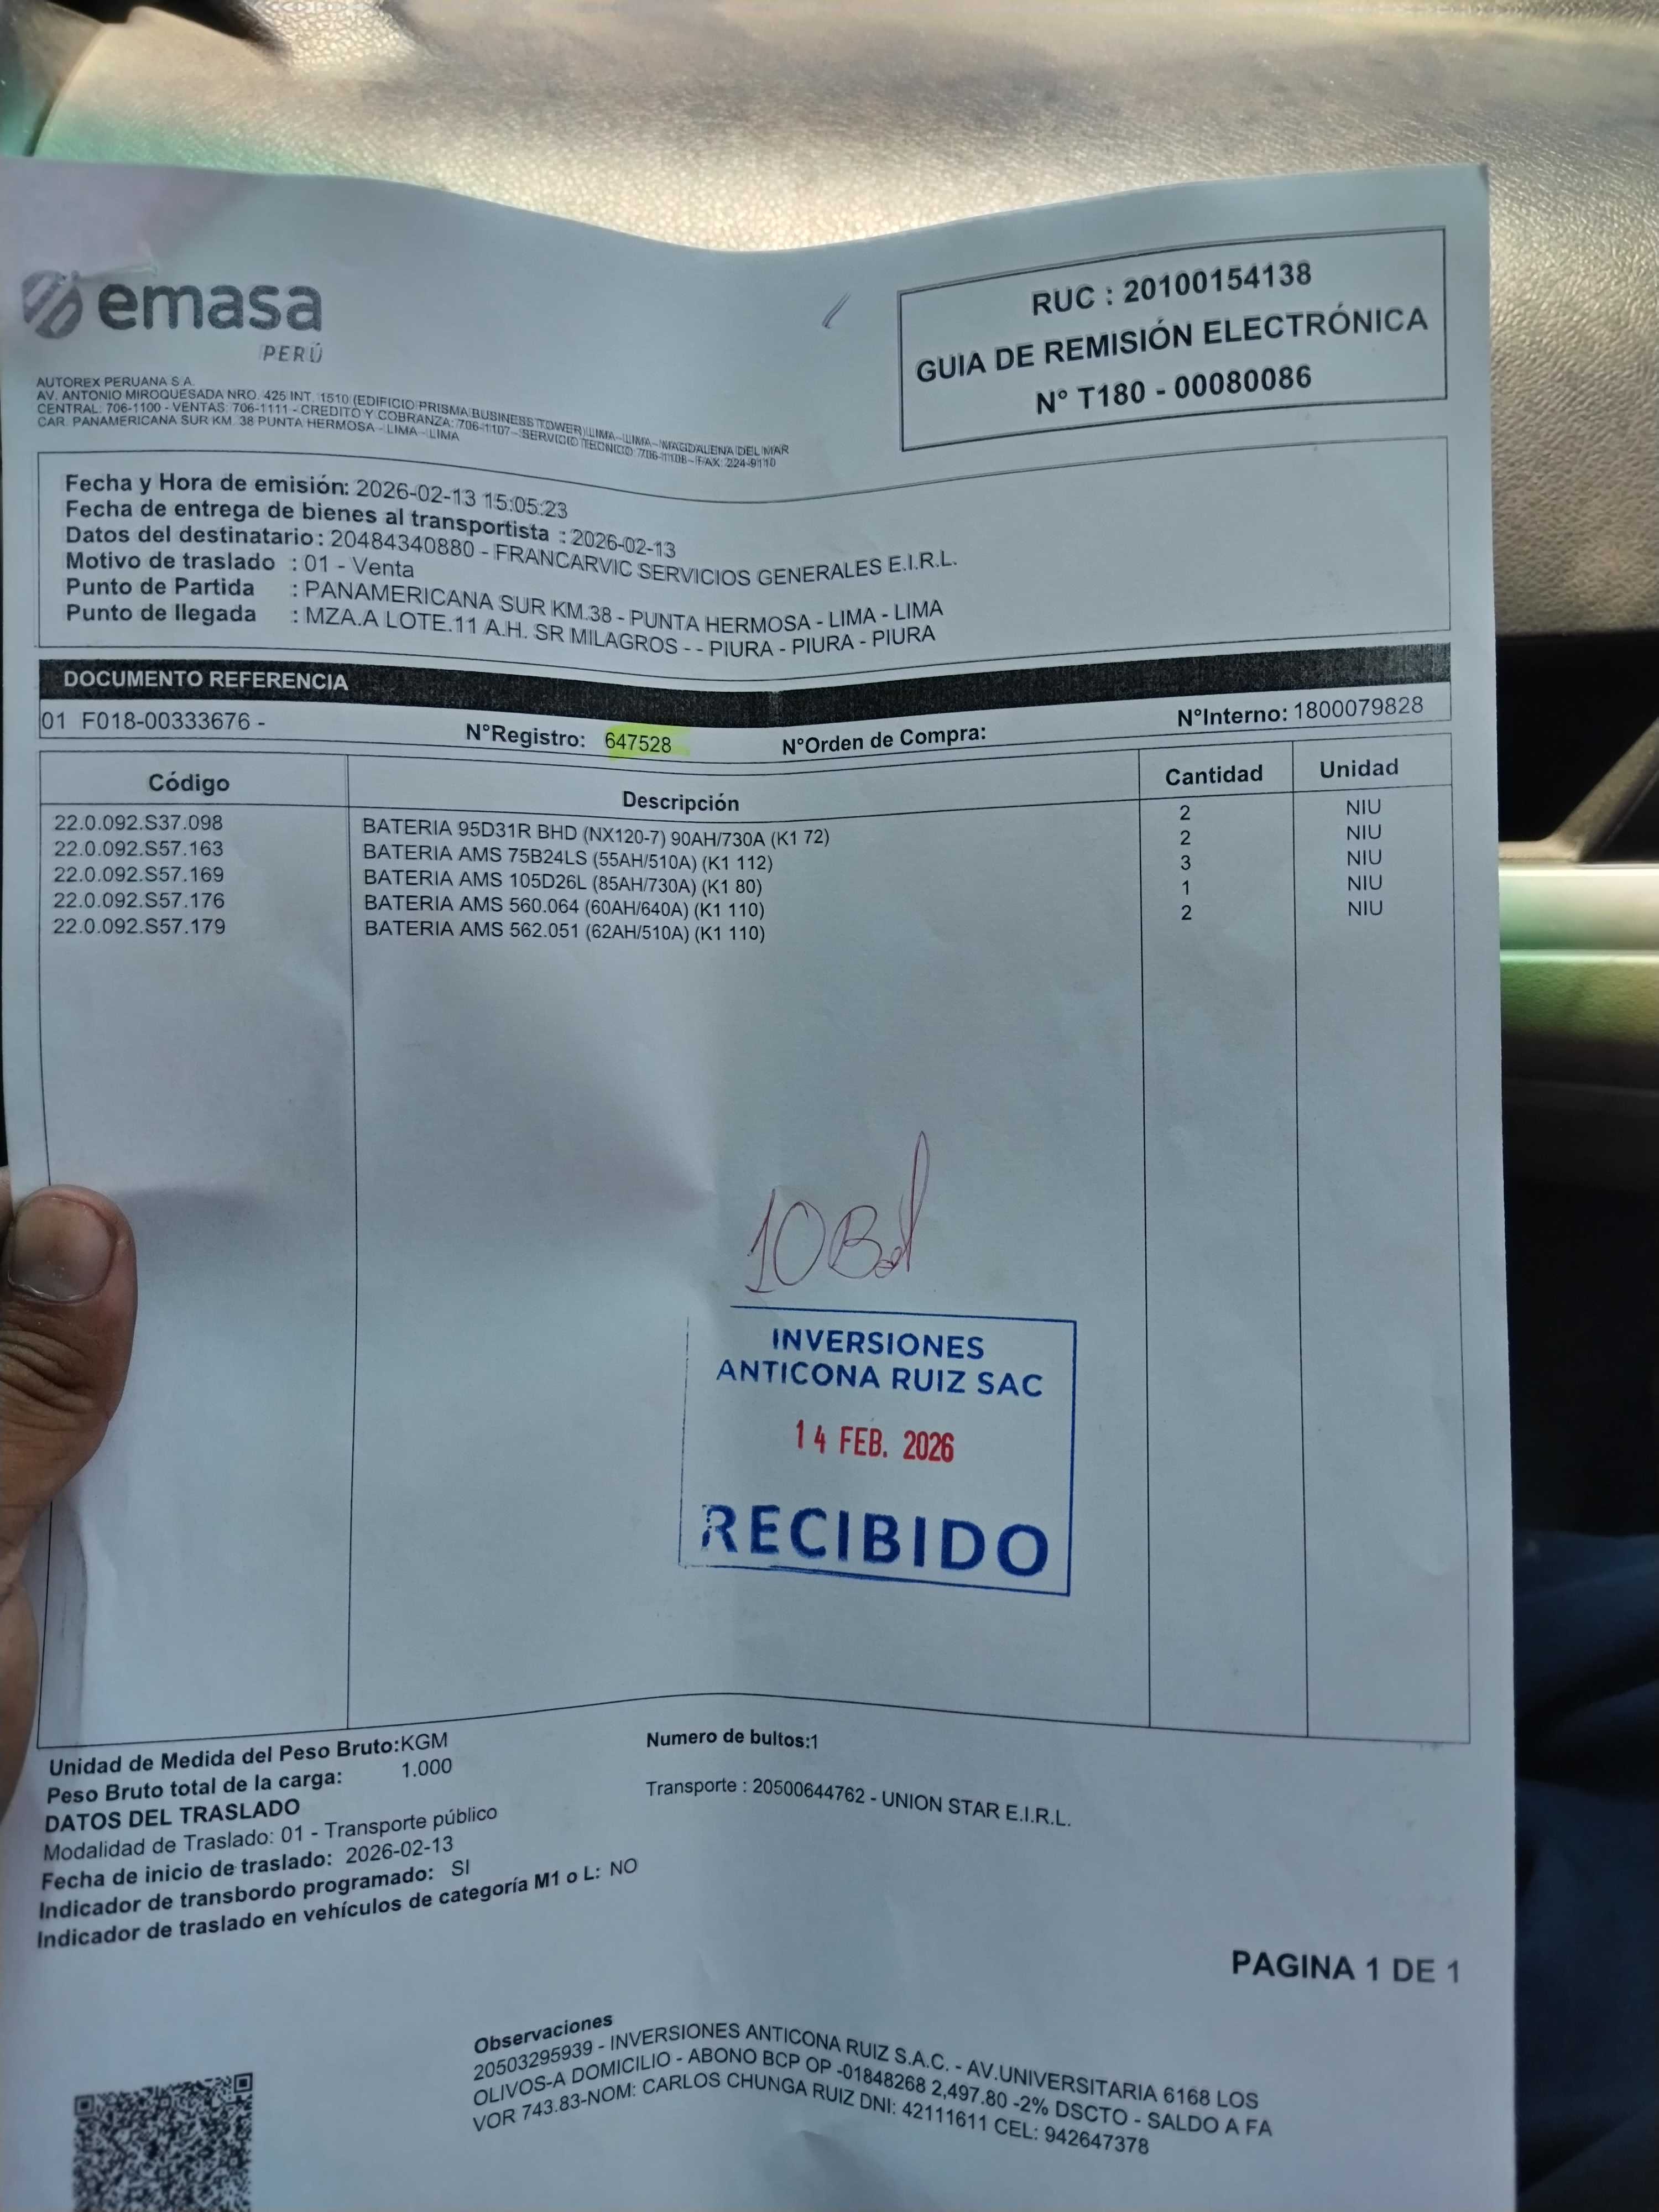 emasa
PERÚ
RUC : 20100154138
GUIA DE REMISIÓN ELECTRÓNICA
N° T180 - 00080086
AUTOREX PERUANA S.A.
AV. ANTONIO MIROQUESADA NRO. 425 INT. 1510 (EDIFICIO PRISMA BUSINESS TOWER) LIMA - LIMA - MAGDALENA DEL MAR
CENTRAL: 706-1100 - VENTAS: 706-1111 - CREDITO Y COBRANZA: 706-1107 - SERVICIO TECNICO 706-1108 - FAX: 224-9110
CAR. PANAMERICANA SUR KM. 38 PUNTA HERMOSA - LIMA - LIMA
Fecha y Hora de emisión: 2026-02-13 15:05:23
Fecha de entrega de bienes al transportista : 2026-02-13
Datos del destinatario : 20484340880 - FRANCARVIC SERVICIOS GENERALES E.I.R.L.
Motivo de traslado : 01 - Venta
Punto de Partida : PANAMERICANA SUR KM.38 - PUNTA HERMOSA - LIMA - LIMA
Punto de llegada : MZA.A LOTE.11 A.H. SR MILAGROS - - PIURA - PIURA - PIURA
DOCUMENTO REFERENCIA
01 F018-00333676 - N°Registro: 647528 N°Orden de Compra: N°Interno: 1800079828
Código Descripción Cantidad Unidad
22.0.092.S37.098 BATERIA 95D31R BHD (NX120-7) 90AH/730A (K1 72) 2 NIU
22.0.092.S57.163 BATERIA AMS 75B24LS (55AH/510A) (K1 112) 2 NIU
22.0.092.S57.169 BATERIA AMS 105D26L (85AH/730A) (K1 80) 3 NIU
22.0.092.S57.176 BATERIA AMS 560.064 (60AH/640A) (K1 110) 1 NIU
22.0.092.S57.179 BATERIA AMS 562.051 (62AH/510A) (K1 110) 2 NIU
10 Bat
INVERSIONES
ANTICONA RUIZ SAC
14 FEB. 2026
RECIBIDO
Unidad de Medida del Peso Bruto:KGM Numero de bultos:1
Peso Bruto total de la carga: 1.000
DATOS DEL TRASLADO Transporte : 20500644762 - UNION STAR E.I.R.L.
Modalidad de Traslado: 01 - Transporte público
Fecha de inicio de traslado: 2026-02-13
Indicador de transbordo programado: SI
Indicador de traslado en vehículos de categoría M1 o L: NO
PAGINA 1 DE 1
Observaciones
20503295939 - INVERSIONES ANTICONA RUIZ S.A.C. - AV.UNIVERSITARIA 6168 LOS
OLIVOS-A DOMICILIO - ABONO BCP OP -01848268 2,497.80 -2% DSCTO - SALDO A FA
VOR 743.83-NOM: CARLOS CHUNGA RUIZ DNI: 42111611 CEL: 942647378